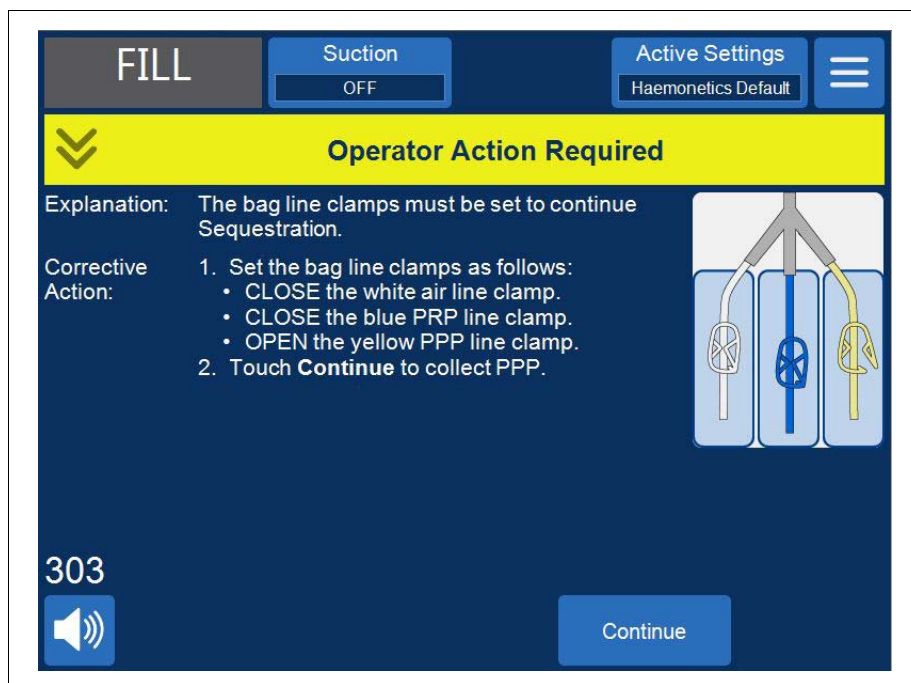 FILL
Suction
OFF
Active Settings
Haemonetics Default
Operator Action Required
Explanation: The bag line clamps must be set to continue
Sequestration.
Corrective 1. Set the bag line clamps as follows:
Action: • CLOSE the white air line clamp.
• CLOSE the blue PRP line clamp.
• OPEN the yellow PPP line clamp.
2. Touch Continue to collect PPP.
303
Continue